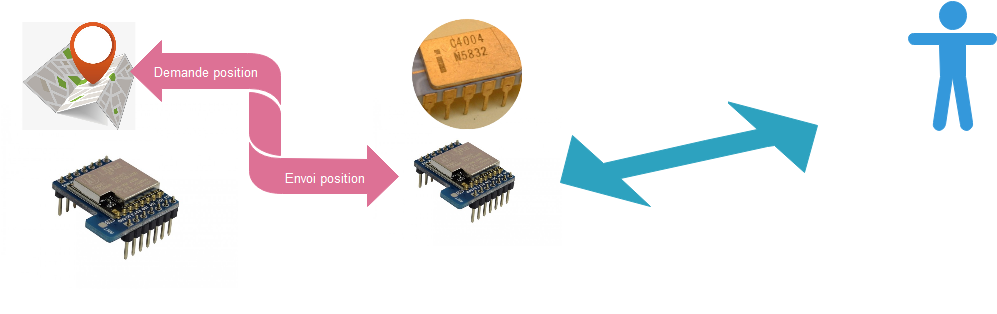 Demande position
C4004
N5832
Envoi position